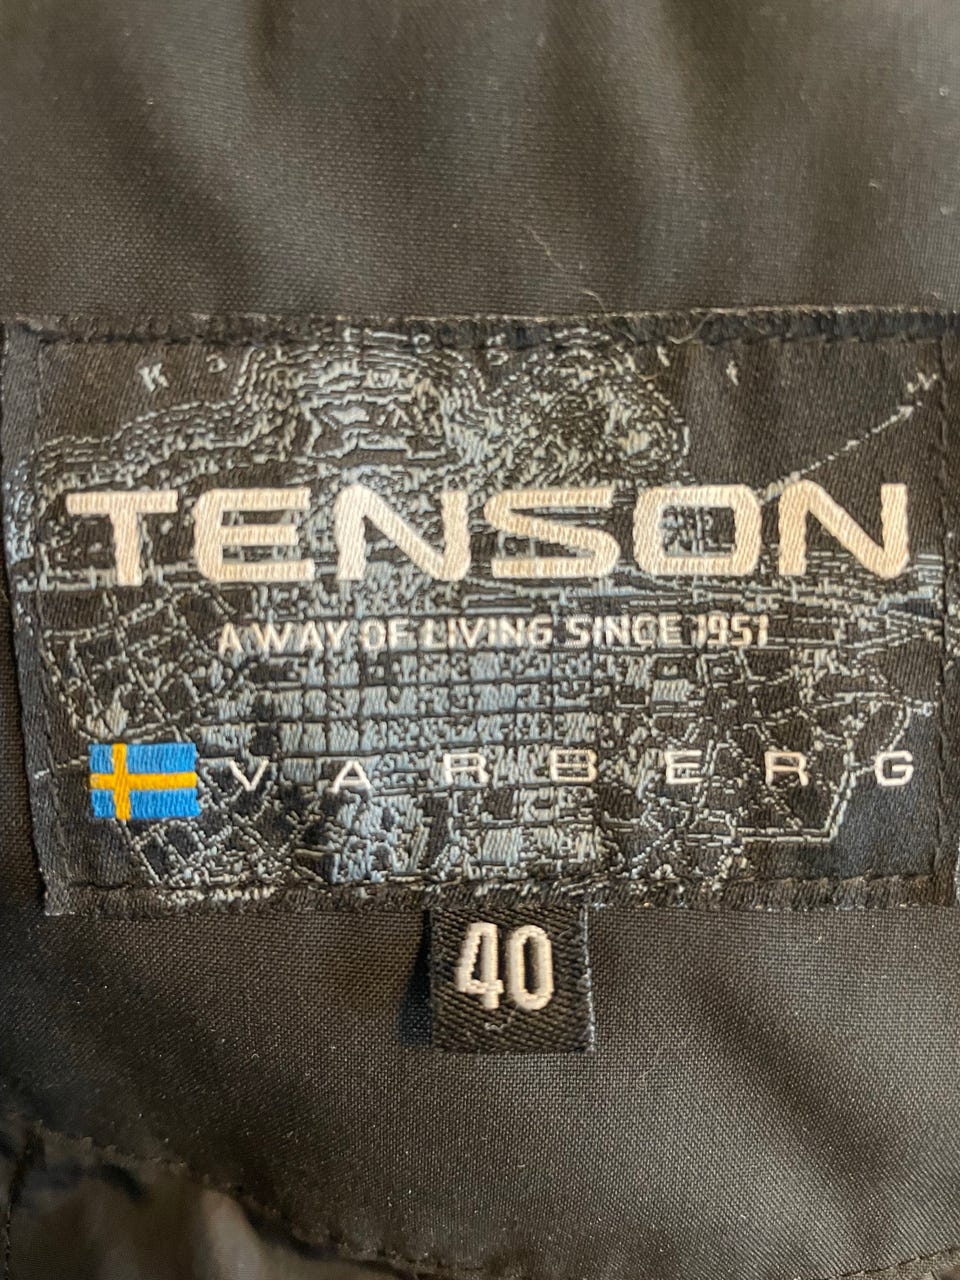 TENSON
A WAY OF LIVING SINCE 1951
VARBERG
40